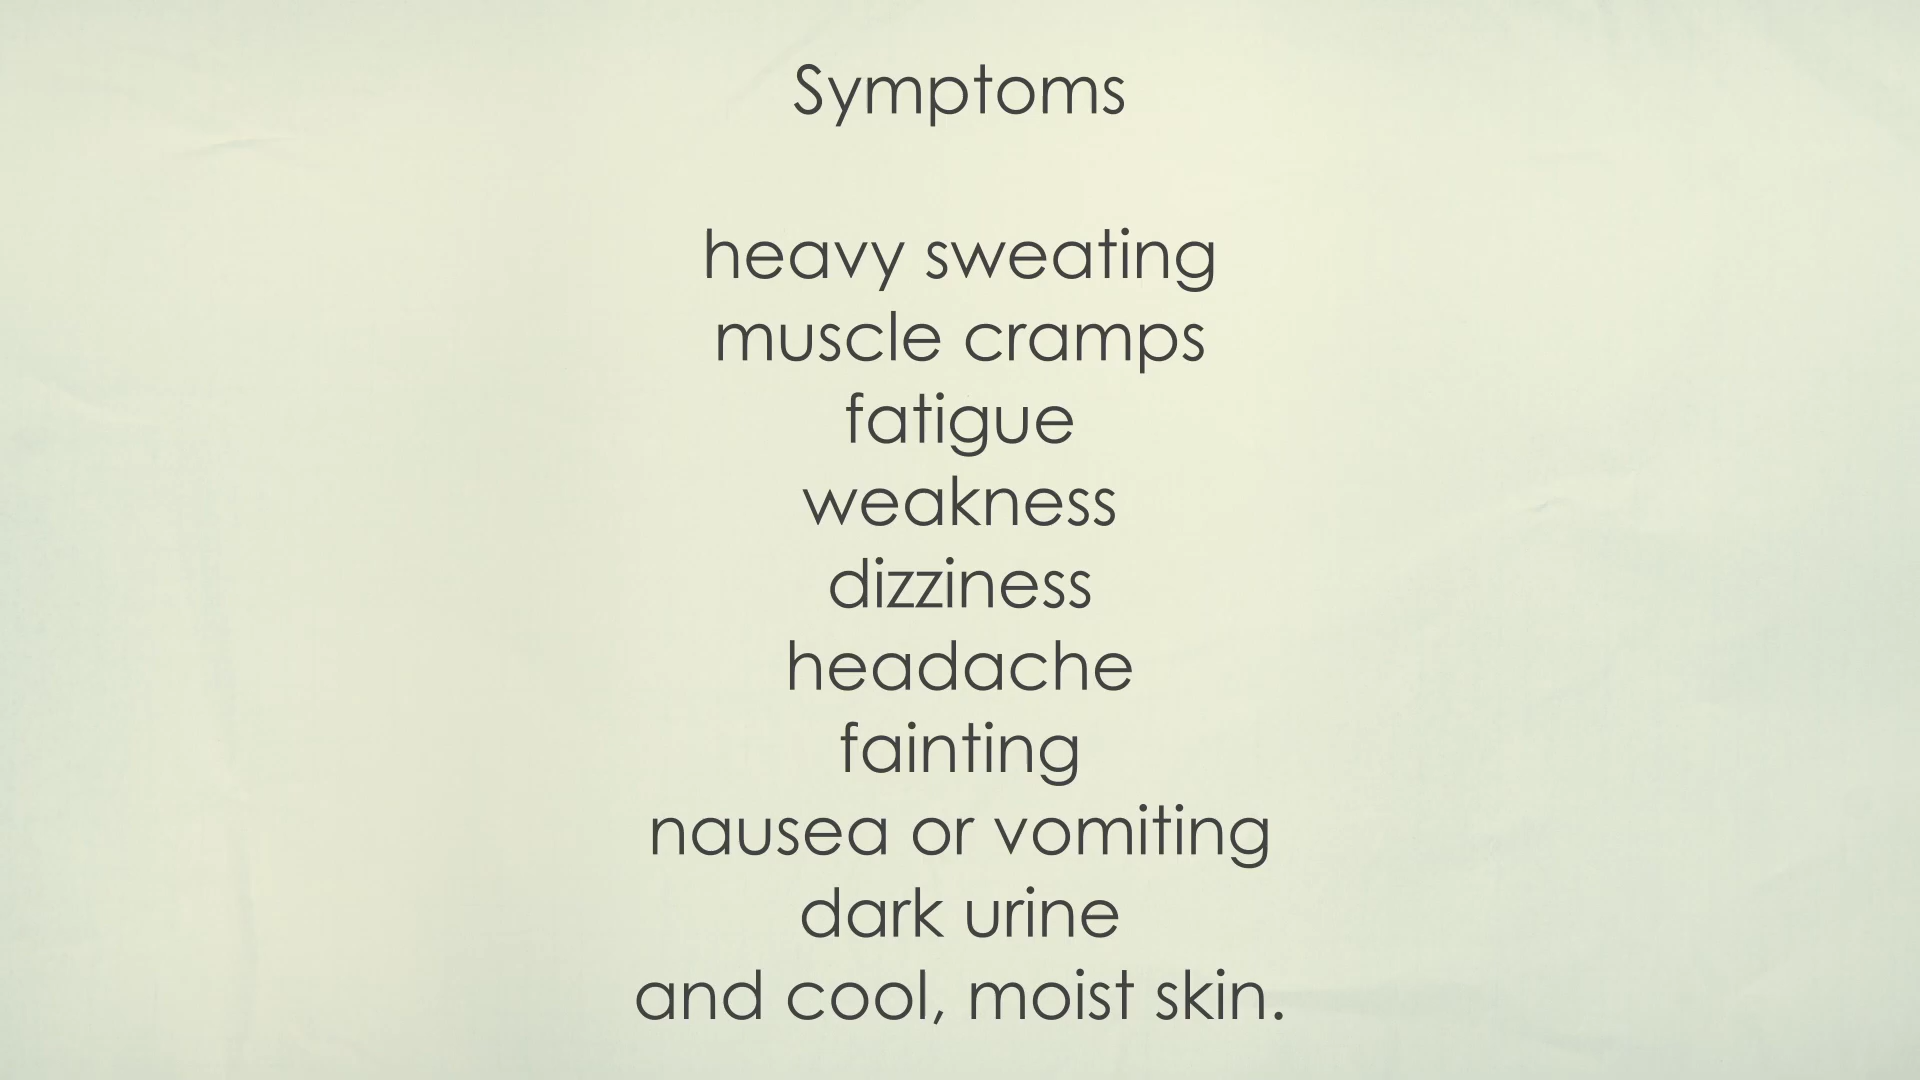 Symptoms
heavy sweating
muscle cramps
fatigue
weakness
dizziness
headache
fainting
nausea or vomiting
dark urine
and cool, moist skin.